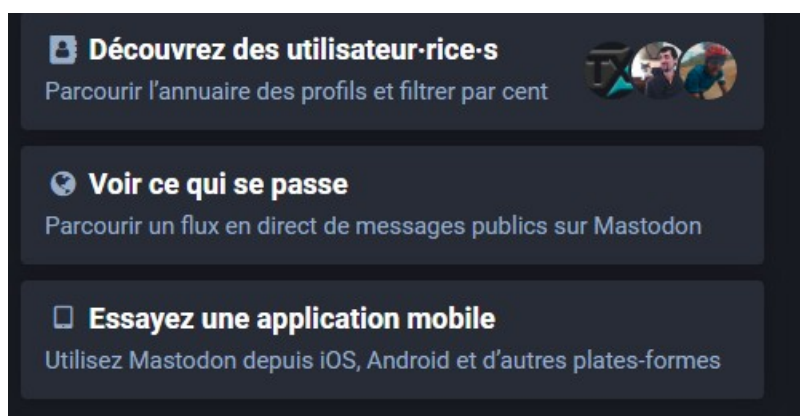 Découvrez des utilisateur·rice·s
Parcourir l’annuaire des profils et filtrer par cent
TX
Voir ce qui se passe
Parcourir un flux en direct de messages publics sur Mastodon
Essayez une application mobile
Utilisez Mastodon depuis iOS, Android et d’autres plates-formes